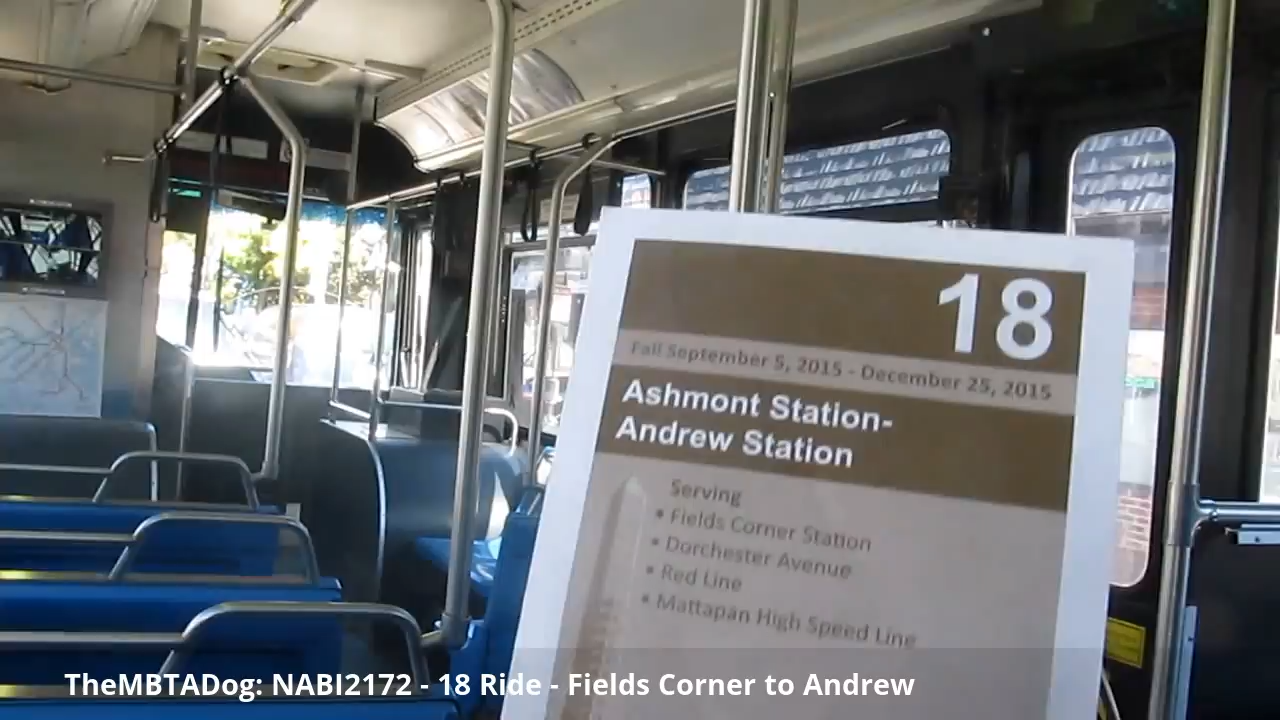 18
Fall September 5, 2015 - December 25, 2015
Ashmont Station-
Andrew Station
Serving
• Fields Corner Station
• Dorchester Avenue
• Red Line
• Mattapan High Speed Line
TheMBTADog: NABI2172 - 18 Ride - Fields Corner to Andrew